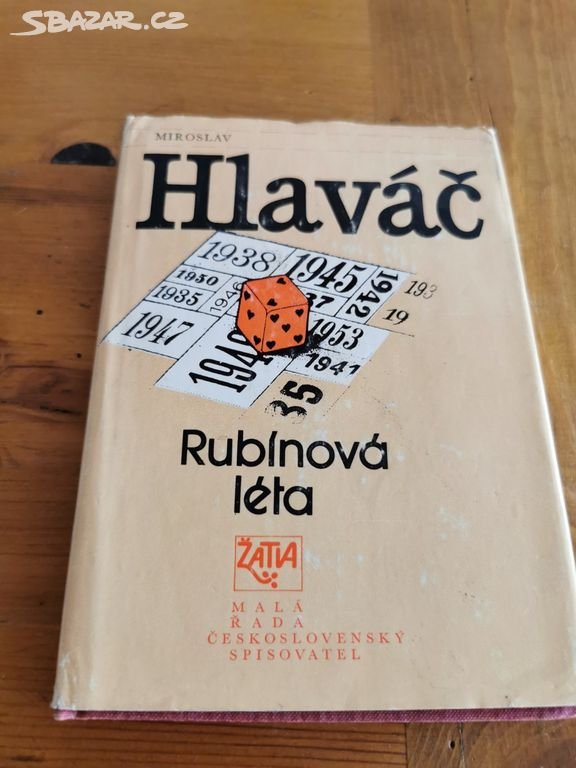 SBAZAR.CZ
MIROSLAV
Hlaváč
1938
1945
1942
193
1950
1946
37
19
1935
1947
1953
1941
35
Rubínová
léta
ŽATVA
MALÁ
ŘADA
ČESKOSLOVENSKÝ
SPISOVATEL